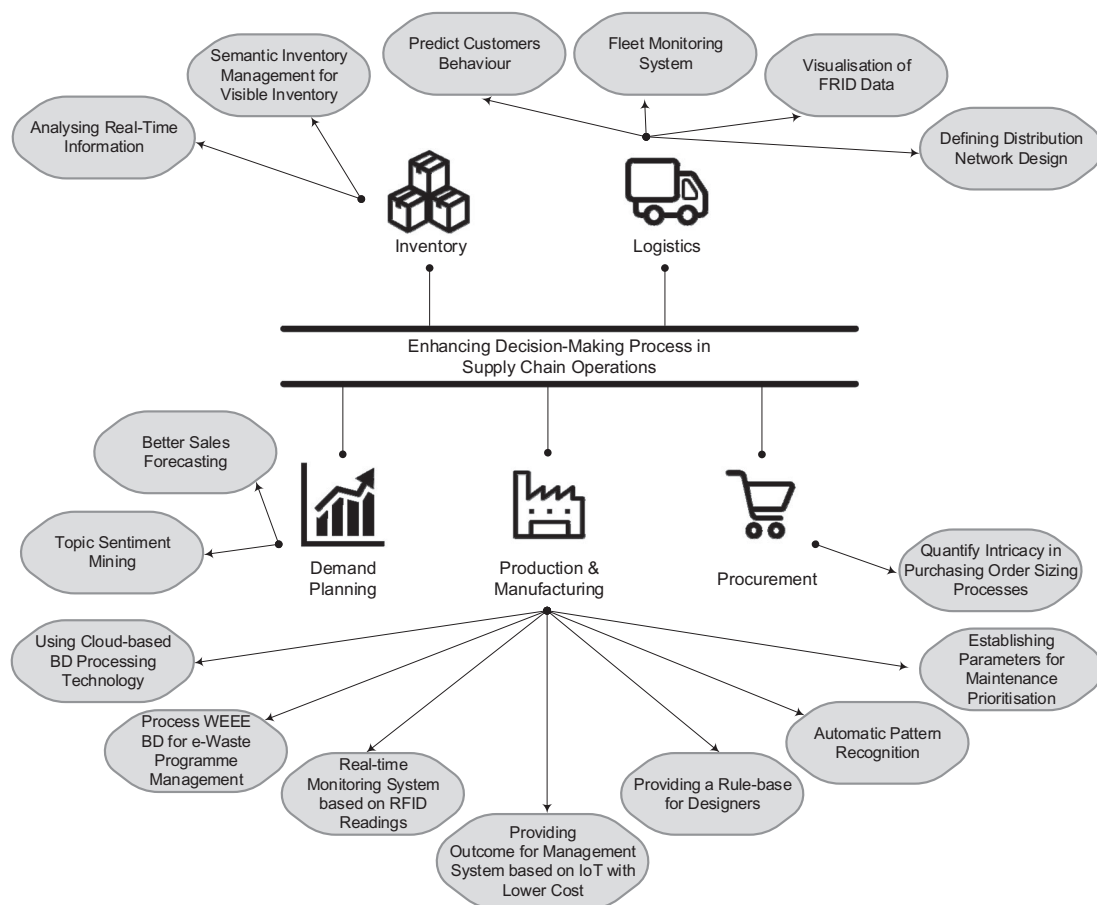 Predict Customers
Behaviour
Fleet Monitoring
System
Semantic Inventory
Management for
Visible Inventory
Visualisation of
FRID Data
Analysing Real-Time
Information
Defining Distribution
Network Design
Inventory
Logistics
Enhancing Decision-Making Process in
Supply Chain Operations
Better Sales
Forecasting
Topic Sentiment
Mining
Demand
Planning
Production &
Manufacturing
Procurement
Quantify Intricacy in
Purchasing Order Sizing
Processes
Using Cloud-based
BD Processing
Technology
Establishing
Parameters for
Maintenance
Prioritisation
Process WEEE
BD for e-Waste
Programme
Management
Automatic Pattern
Recognition
Real-time
Monitoring System
based on RFID
Readings
Providing a Rule-base
for Designers
Providing
Outcome for Management
System based on IoT with
Lower Cost